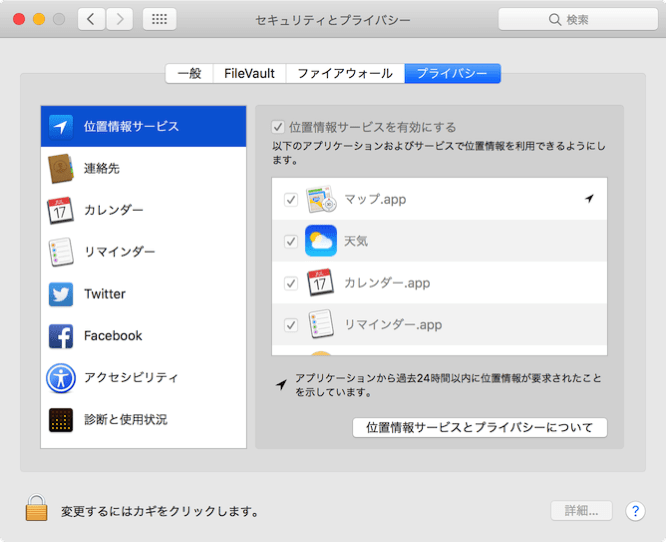 セキュリティとプライバシー
検索
一般
FileVault
ファイアウォール
プライバシー
位置情報サービス
連絡先
JUL
17
カレンダー
リマインダー
Twitter
Facebook
アクセシビリティ
診断と使用状況
位置情報サービスを有効にする
以下のアプリケーションおよびサービスで位置情報を利用できるようにし
ます。
マップ.app
天気
JUL
17
カレンダー.app
リマインダー.app
アプリケーションから過去24時間以内に位置情報が要求されたこと
を示しています。
位置情報サービスとプライバシーについて
変更するにはカギをクリックします。
詳細...
?